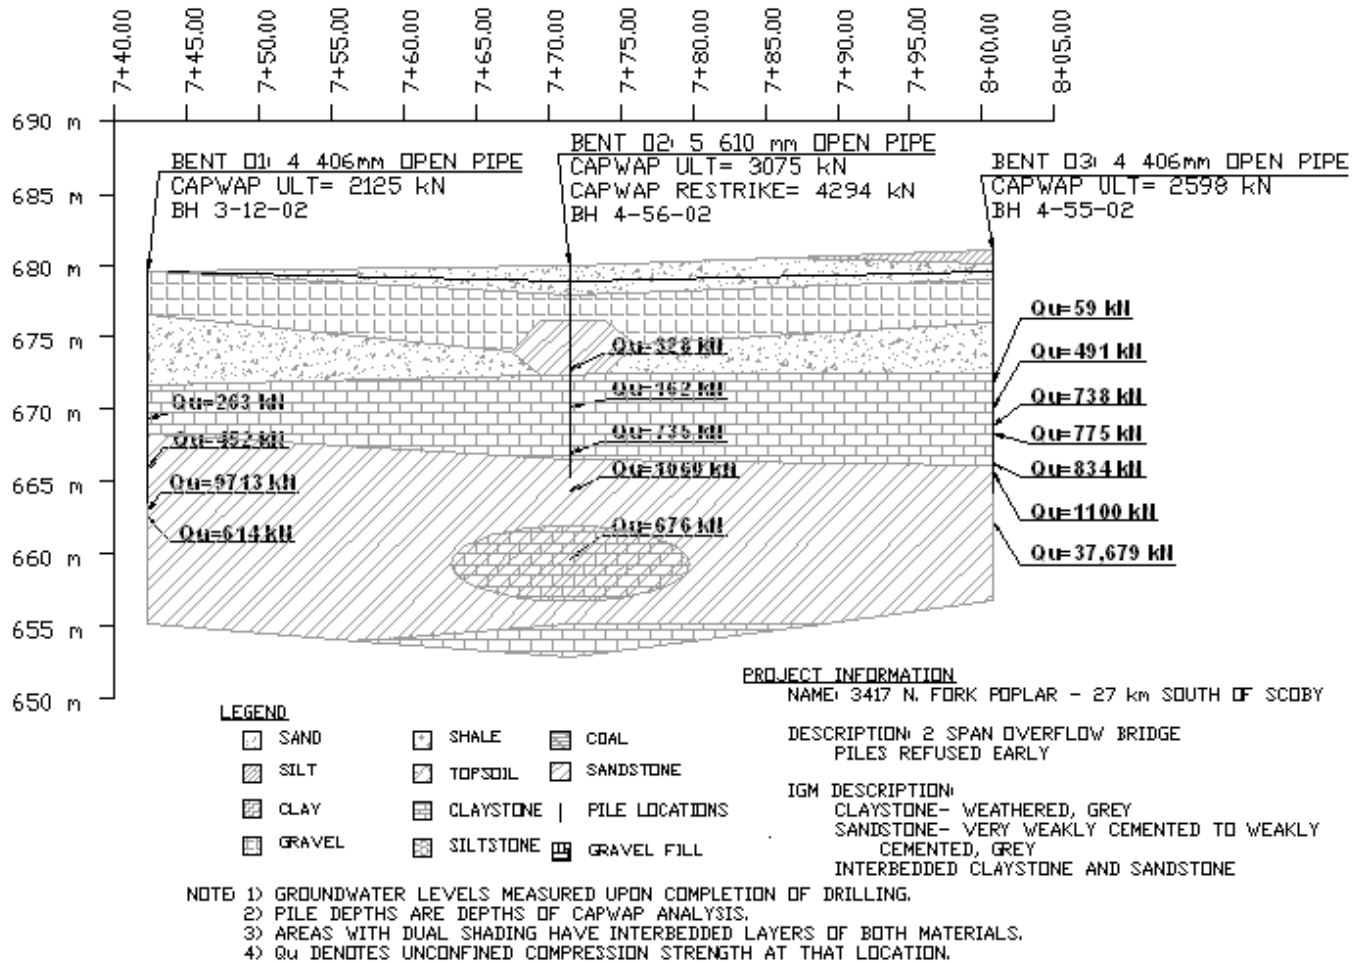 7+40.00 7+45.00 7+50.00 7+55.00 7+60.00 7+65.00 7+70.00 7+75.00 7+80.00 7+85.00 7+90.00 7+95.00 8+00.00 8+05.00
690 m
685 m
680 m
675 m
670 m
665 m
660 m
655 m
650 m
BENT 01: 4 406mm OPEN PIPE
CAPWAP ULT= 2125 kN
BH 3-12-02
BENT 02: 5 610 mm OPEN PIPE
CAPWAP ULT= 3075 kN
CAPWAP RESTRIKE= 4294 kN
BH 4-56-02
BENT 03: 4 406mm OPEN PIPE
CAPWAP ULT= 2598 kN
BH 4-55-02
Qu=263 kN
Qu=452 kN
Qu=9713 kN
Qu=614 kN
Qu=328 kN
Qu=162 kN
Qu=735 kN
Qu=1060 kN
Qu=676 kN
Qu=59 kN
Qu=491 kN
Qu=738 kN
Qu=775 kN
Qu=834 kN
Qu=1100 kN
Qu=37,679 kN
LEGEND
SAND
SILT
CLAY
GRAVEL
SHALE
TOPSOIL
CLAYSTONE
SILTSTONE
COAL
SANDSTONE
PILE LOCATIONS
GRAVEL FILL
PROJECT INFORMATION
NAME: 3417 N. FORK POPLAR - 27 km SOUTH OF SCOBY
DESCRIPTION: 2 SPAN OVERFLOW BRIDGE
PILES REFUSED EARLY
IGM DESCRIPTION:
CLAYSTONE- WEATHERED, GREY
SANDSTONE- VERY WEAKLY CEMENTED TO WEAKLY
CEMENTED, GREY
INTERBEDDED CLAYSTONE AND SANDSTONE
NOTE: 1) GROUNDWATER LEVELS MEASURED UPON COMPLETION OF DRILLING.
2) PILE DEPTHS ARE DEPTHS OF CAPWAP ANALYSIS.
3) AREAS WITH DUAL SHADING HAVE INTERBEDDED LAYERS OF BOTH MATERIALS.
4) Qu DENOTES UNCONFINED COMPRESSION STRENGTH AT THAT LOCATION.